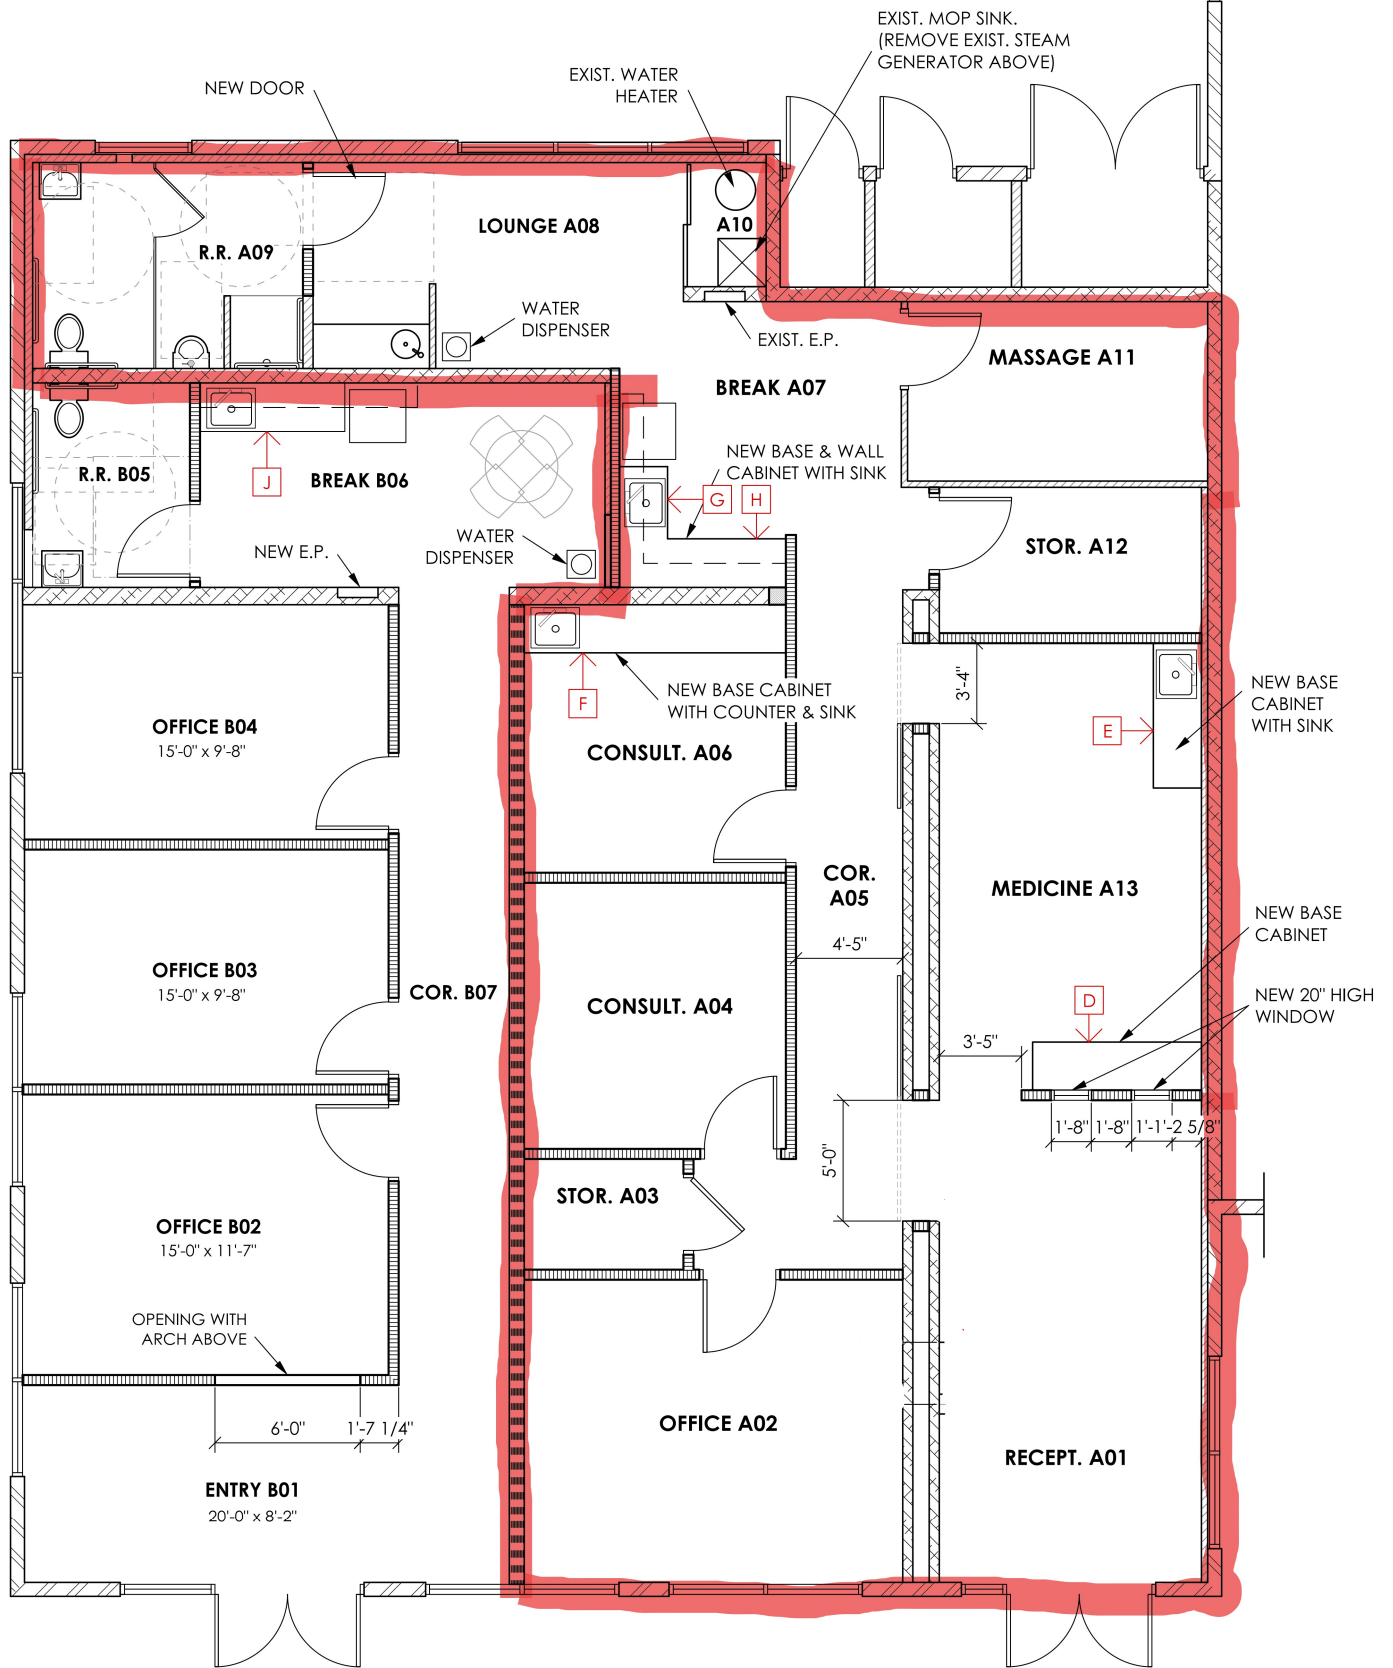 EXIST. MOP SINK.
(REMOVE EXIST. STEAM
GENERATOR ABOVE)
EXIST. WATER
HEATER
NEW DOOR
LOUNGE A08
A10
R.R. A09
WATER
DISPENSER
EXIST. E.P.
MASSAGE A11
BREAK A07
NEW BASE & WALL
CABINET WITH SINK
R.R. B05
J
BREAK B06
G
H
WATER
DISPENSER
NEW E.P.
STOR. A12
3'-4"
NEW BASE CABINET
WITH COUNTER & SINK
F
NEW BASE
CABINET
WITH SINK
E
OFFICE B04
15'-0" x 9'-8"
CONSULT. A06
COR.
A05
MEDICINE A13
4'-5"
NEW BASE
CABINET
OFFICE B03
15'-0" x 9'-8"
COR. B07
CONSULT. A04
D
NEW 20" HIGH
WINDOW
3'-5"
1'-8"
1'-8"
1'-1'-2 5/8"
5'-0"
STOR. A03
OFFICE B02
15'-0" x 11'-7"
OPENING WITH
ARCH ABOVE
6'-0"
1'-7 1/4"
OFFICE A02
RECEPT. A01
ENTRY B01
20'-0" x 8'-2"